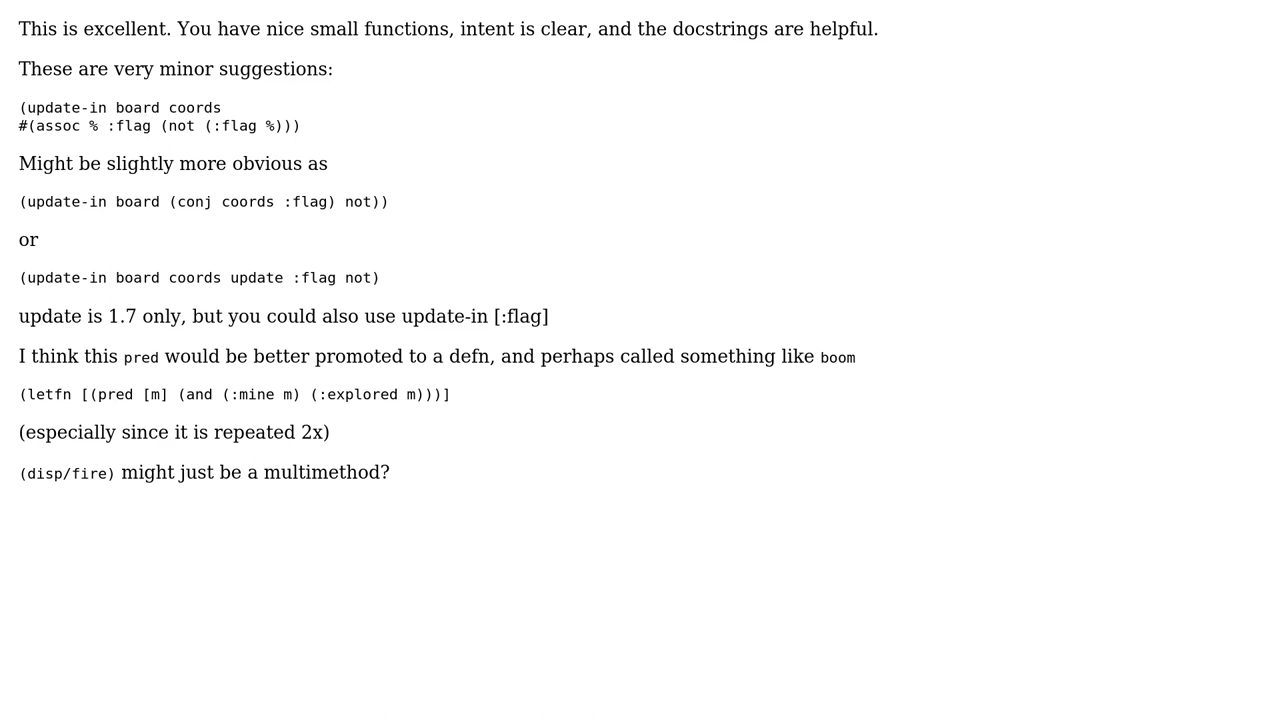 This is excellent. You have nice small functions, intent is clear, and the docstrings are helpful.
These are very minor suggestions:
(update-in board coords
#(assoc % :flag (not (:flag %)))
Might be slightly more obvious as
(update-in board (conj coords :flag) not))
or
(update-in board coords update :flag not)
update is 1.7 only, but you could also use update-in [:flag]
I think this pred would be better promoted to a defn, and perhaps called something like boom
(letfn [(pred [m] (and (:mine m) (:explored m)))]
(especially since it is repeated 2x)
(disp/fire) might just be a multimethod?